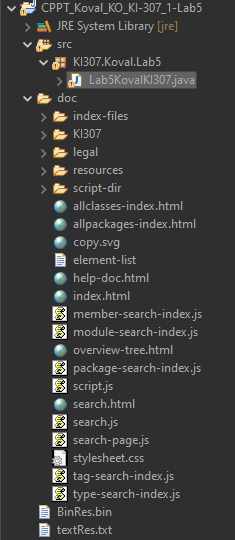 CPPT_Koval_KO_KI-307_1-Lab5
JRE System Library [jre]
src
KI307.Koval.Lab5
Lab5KovalKI307.java
doc
index-files
KI307
legal
resources
script-dir
allclasses-index.html
allpackages-index.html
copy.svg
element-list
help-doc.html
index.html
member-search-index.js
module-search-index.js
overview-tree.html
package-search-index.js
script.js
search.html
search.js
search-page.js
stylesheet.css
tag-search-index.js
type-search-index.js
BinRes.bin
textRes.txt